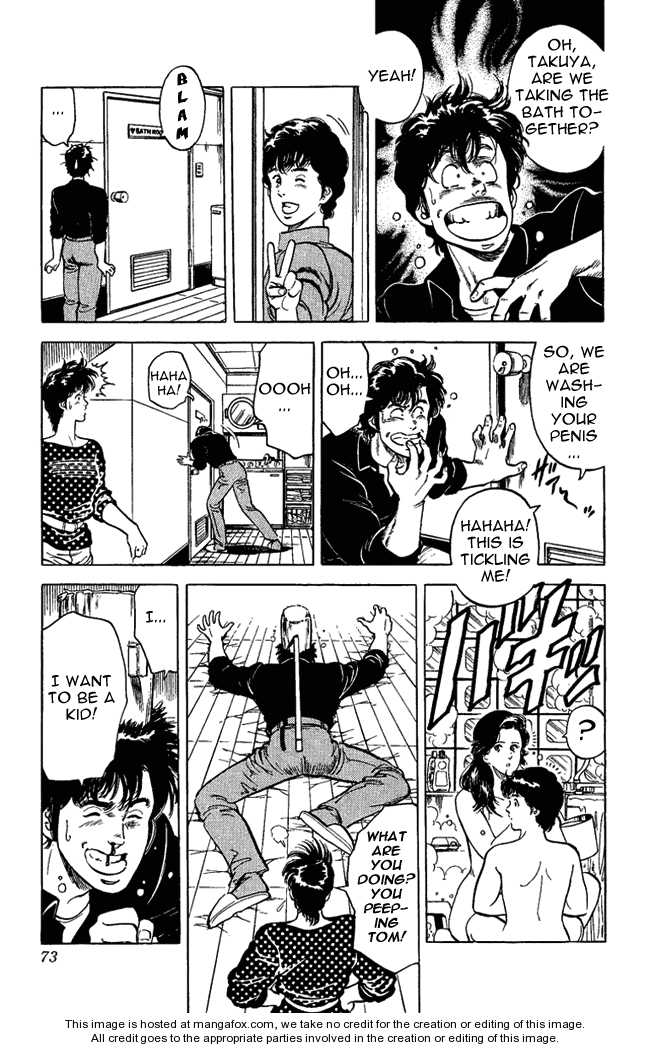 OH,
TAKUYA,
ARE WE
TAKING THE
BATH TO-
GETHER?
YEAH!
BLAM
BATH ROOM
...
SO, WE
ARE
WASH-
ING
YOUR
PENIS
...
OH...
OH...
OOOH
...
HAHA
HA!
HAHAHA!
THIS IS
TICKLING
ME!
バキッ
?
WHAT
ARE
YOU
DOING?
YOU
PEEP-
ING
TOM!
I...
I WANT
TO BE A
KID!
73
This image is hosted at mangafox.com, we take no credit for the creation or editing of this image.
All credit goes to the appropriate parties involved in the creation or editing of this image.